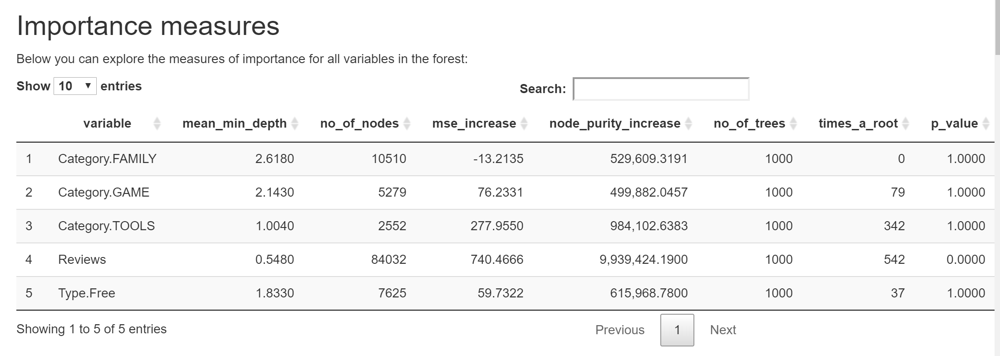 Importance measures
Below you can explore the measures of importance for all variables in the forest:
Show 10 ▼ entries Search:
variable mean_min_depth no_of_nodes mse_increase node_purity_increase no_of_trees times_a_root p_value
1 Category.FAMILY 2.6180 10510 -13.2135 529,609.3191 1000 0 1.0000
2 Category.GAME 2.1430 5279 76.2331 499,882.0457 1000 79 1.0000
3 Category.TOOLS 1.0040 2552 277.9550 984,102.6383 1000 342 1.0000
4 Reviews 0.5480 84032 740.4666 9,939,424.1900 1000 542 0.0000
5 Type.Free 1.8330 7625 59.7322 615,968.7800 1000 37 1.0000
Showing 1 to 5 of 5 entries Previous 1 Next